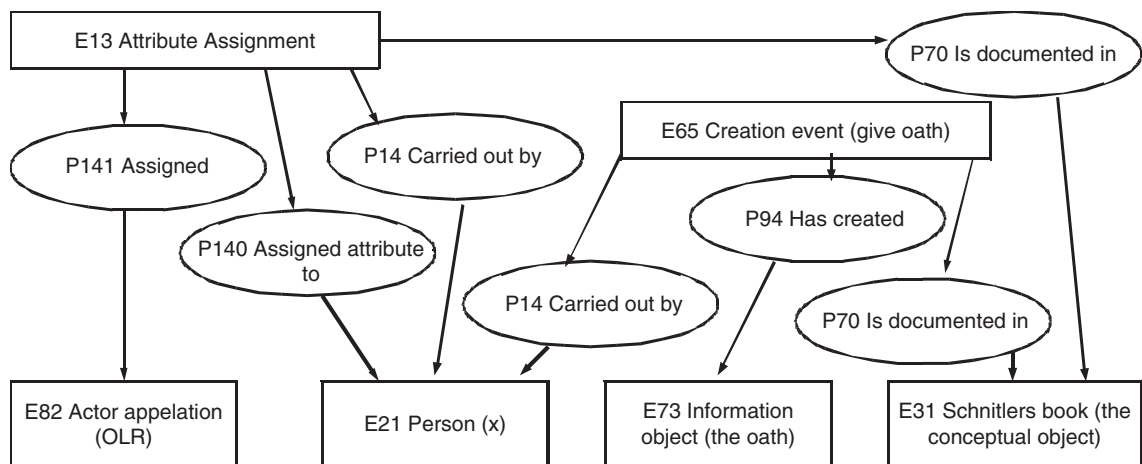 E13 Attribute Assignment
P70 Is documented in
E65 Creation event (give oath)
P141 Assigned
P14 Carried out by
P94 Has created
P140 Assigned attribute
to
P14 Carried out by
P70 Is documented in
E82 Actor appelation
(OLR)
E21 Person (x)
E73 Information
object (the oath)
E31 Schnitlers book (the
conceptual object)